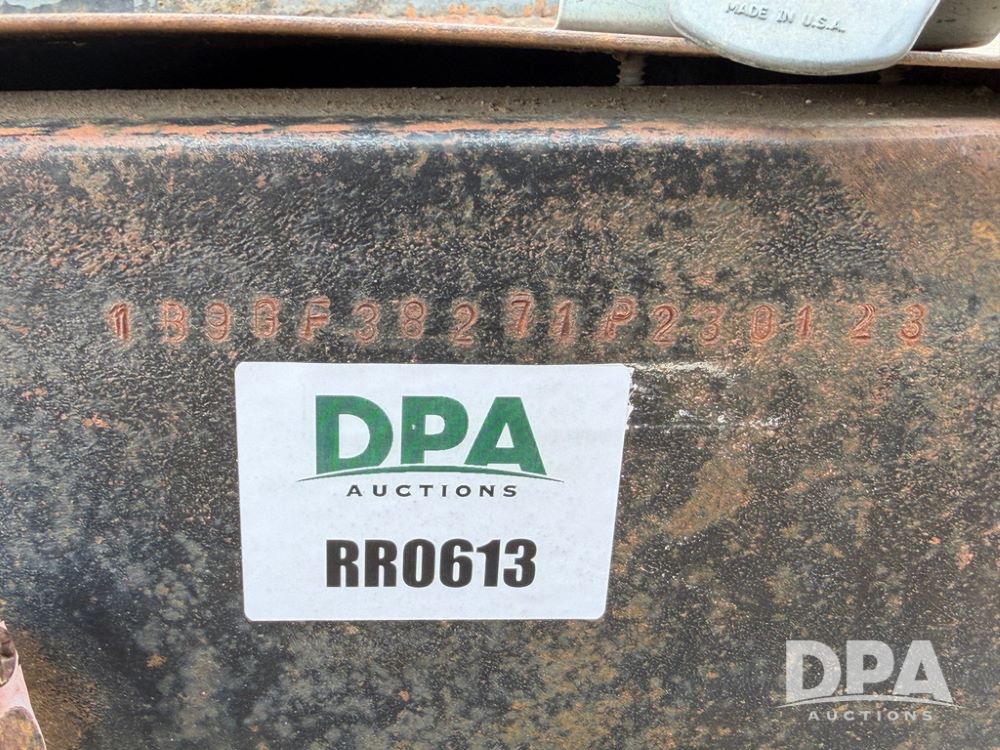 MADE IN U.S.A.
1B9GF38271P230123
DPA
AUCTIONS
RR0613
DPA
AUCTIONS